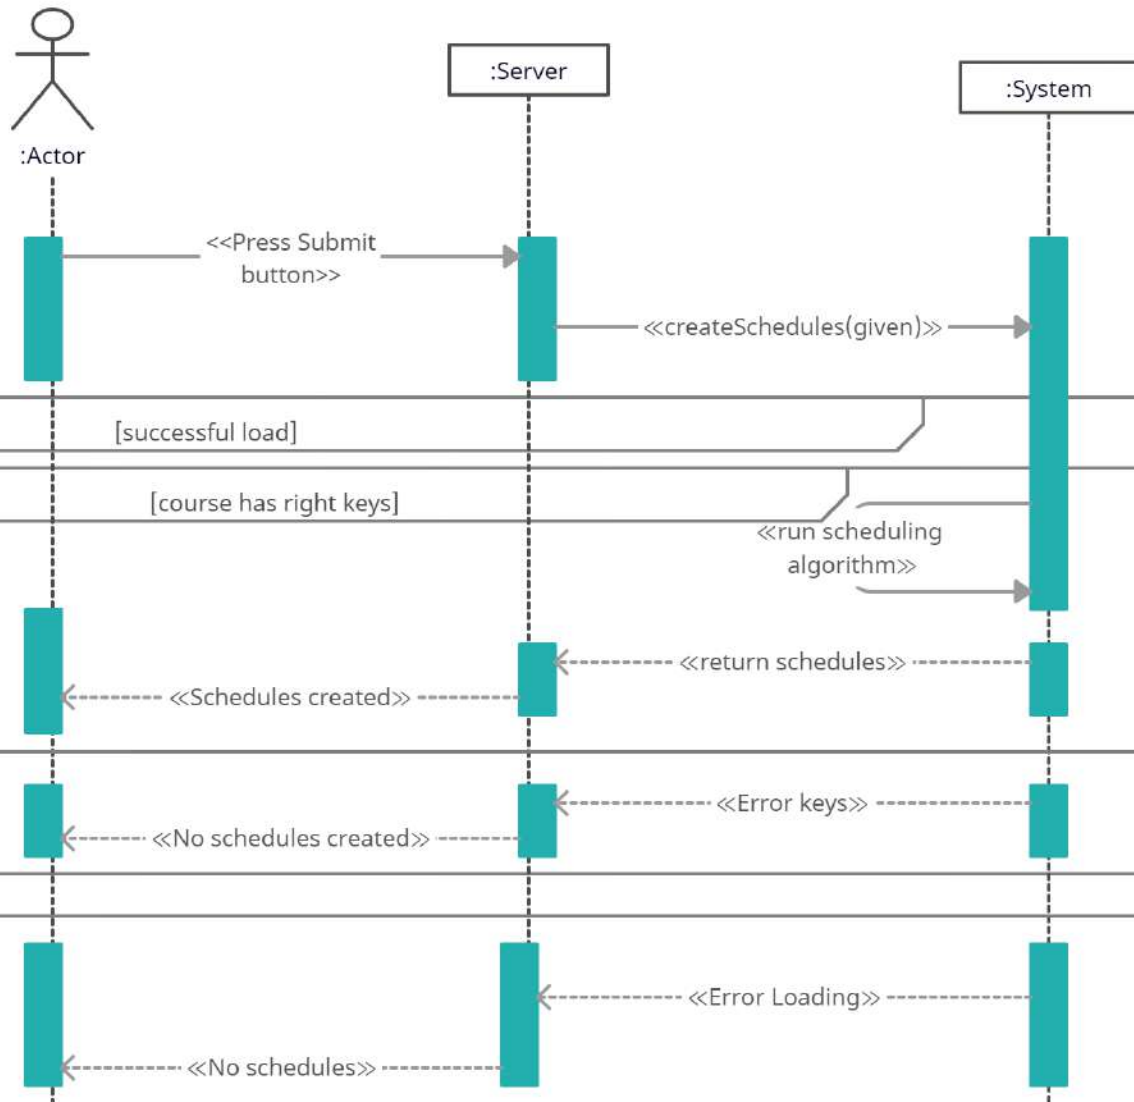 :Server
:System
:Actor
<<Press Submit
button>>
≪createSchedules(given)≫
[successful load]
[course has right keys]
≪run scheduling
algorithm≫
≪return schedules≫
≪Schedules created≫
≪Error keys≫
≪No schedules created≫
≪Error Loading≫
≪No schedules≫